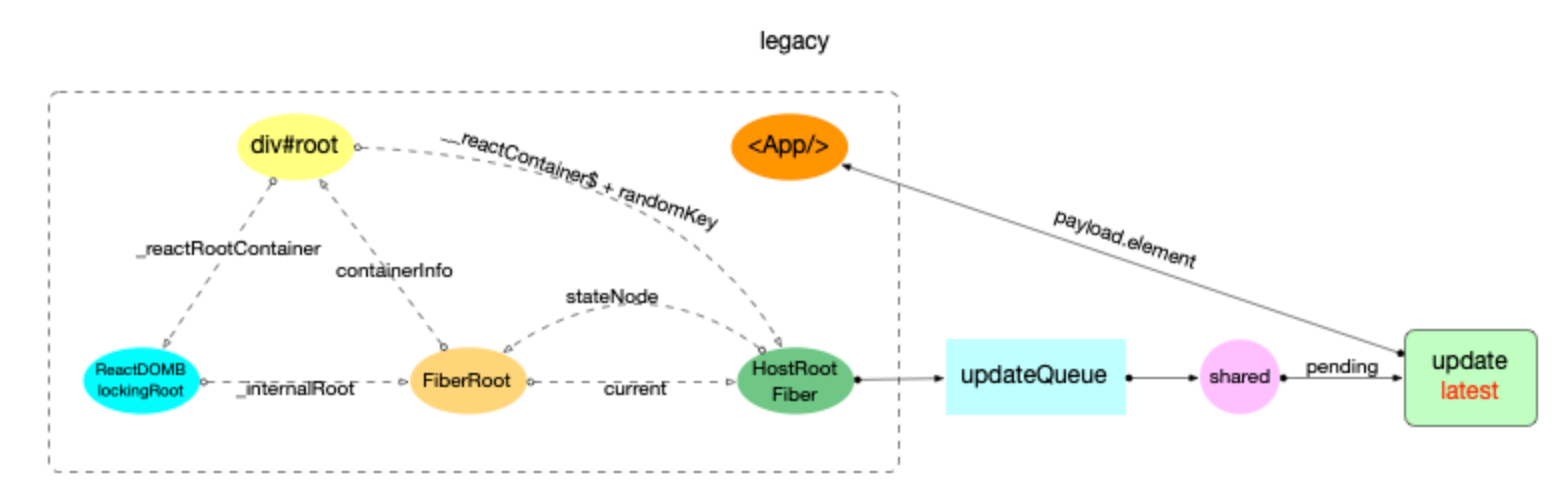 legacy
div#root
__reactContainer$ + randomKey
<App/>
payload.element
_reactRootContainer
containerInfo
stateNode
ReactDOMB
lockingRoot
_internalRoot
FiberRoot
current
HostRoot
Fiber
updateQueue
shared
pending
update
latest